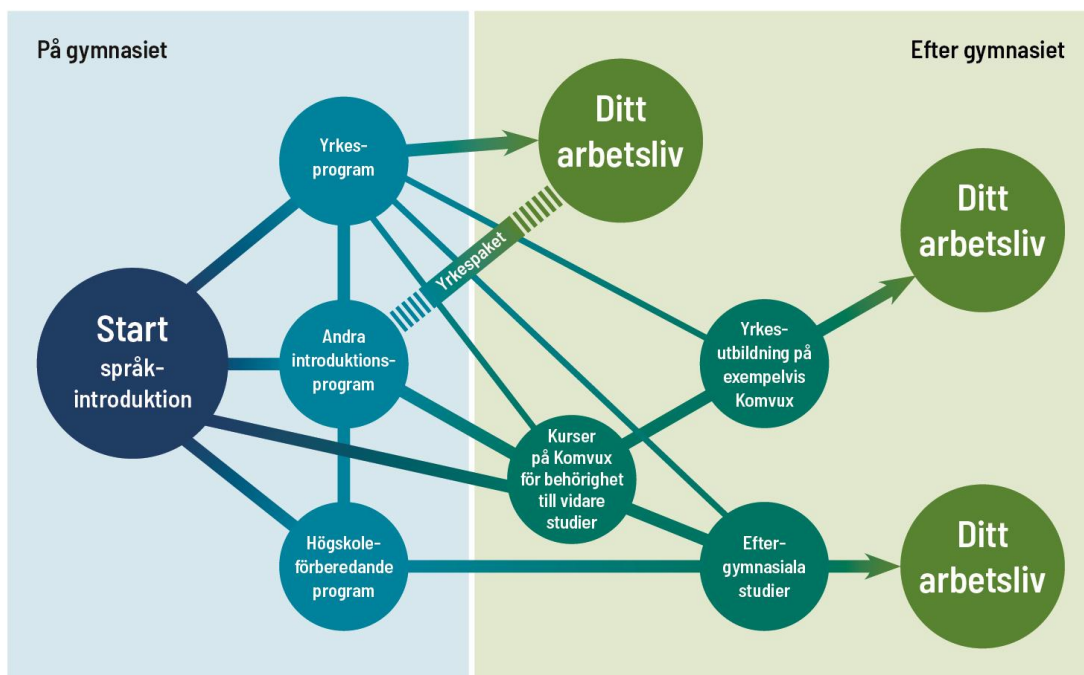 På gymnasiet
Efter gymnasiet
Yrkes-
program
Ditt
arbetsliv
Ditt
arbetsliv
Yrkespaket
Start
språk-
introduktion
Andra
introduktions-
program
Yrkes-
utbildning på
exempelvis
Komvux
Kurser
på Komvux
för behörighet
till vidare
studier
Högskole-
förberedande
program
Efter-
gymnasiala
studier
Ditt
arbetsliv